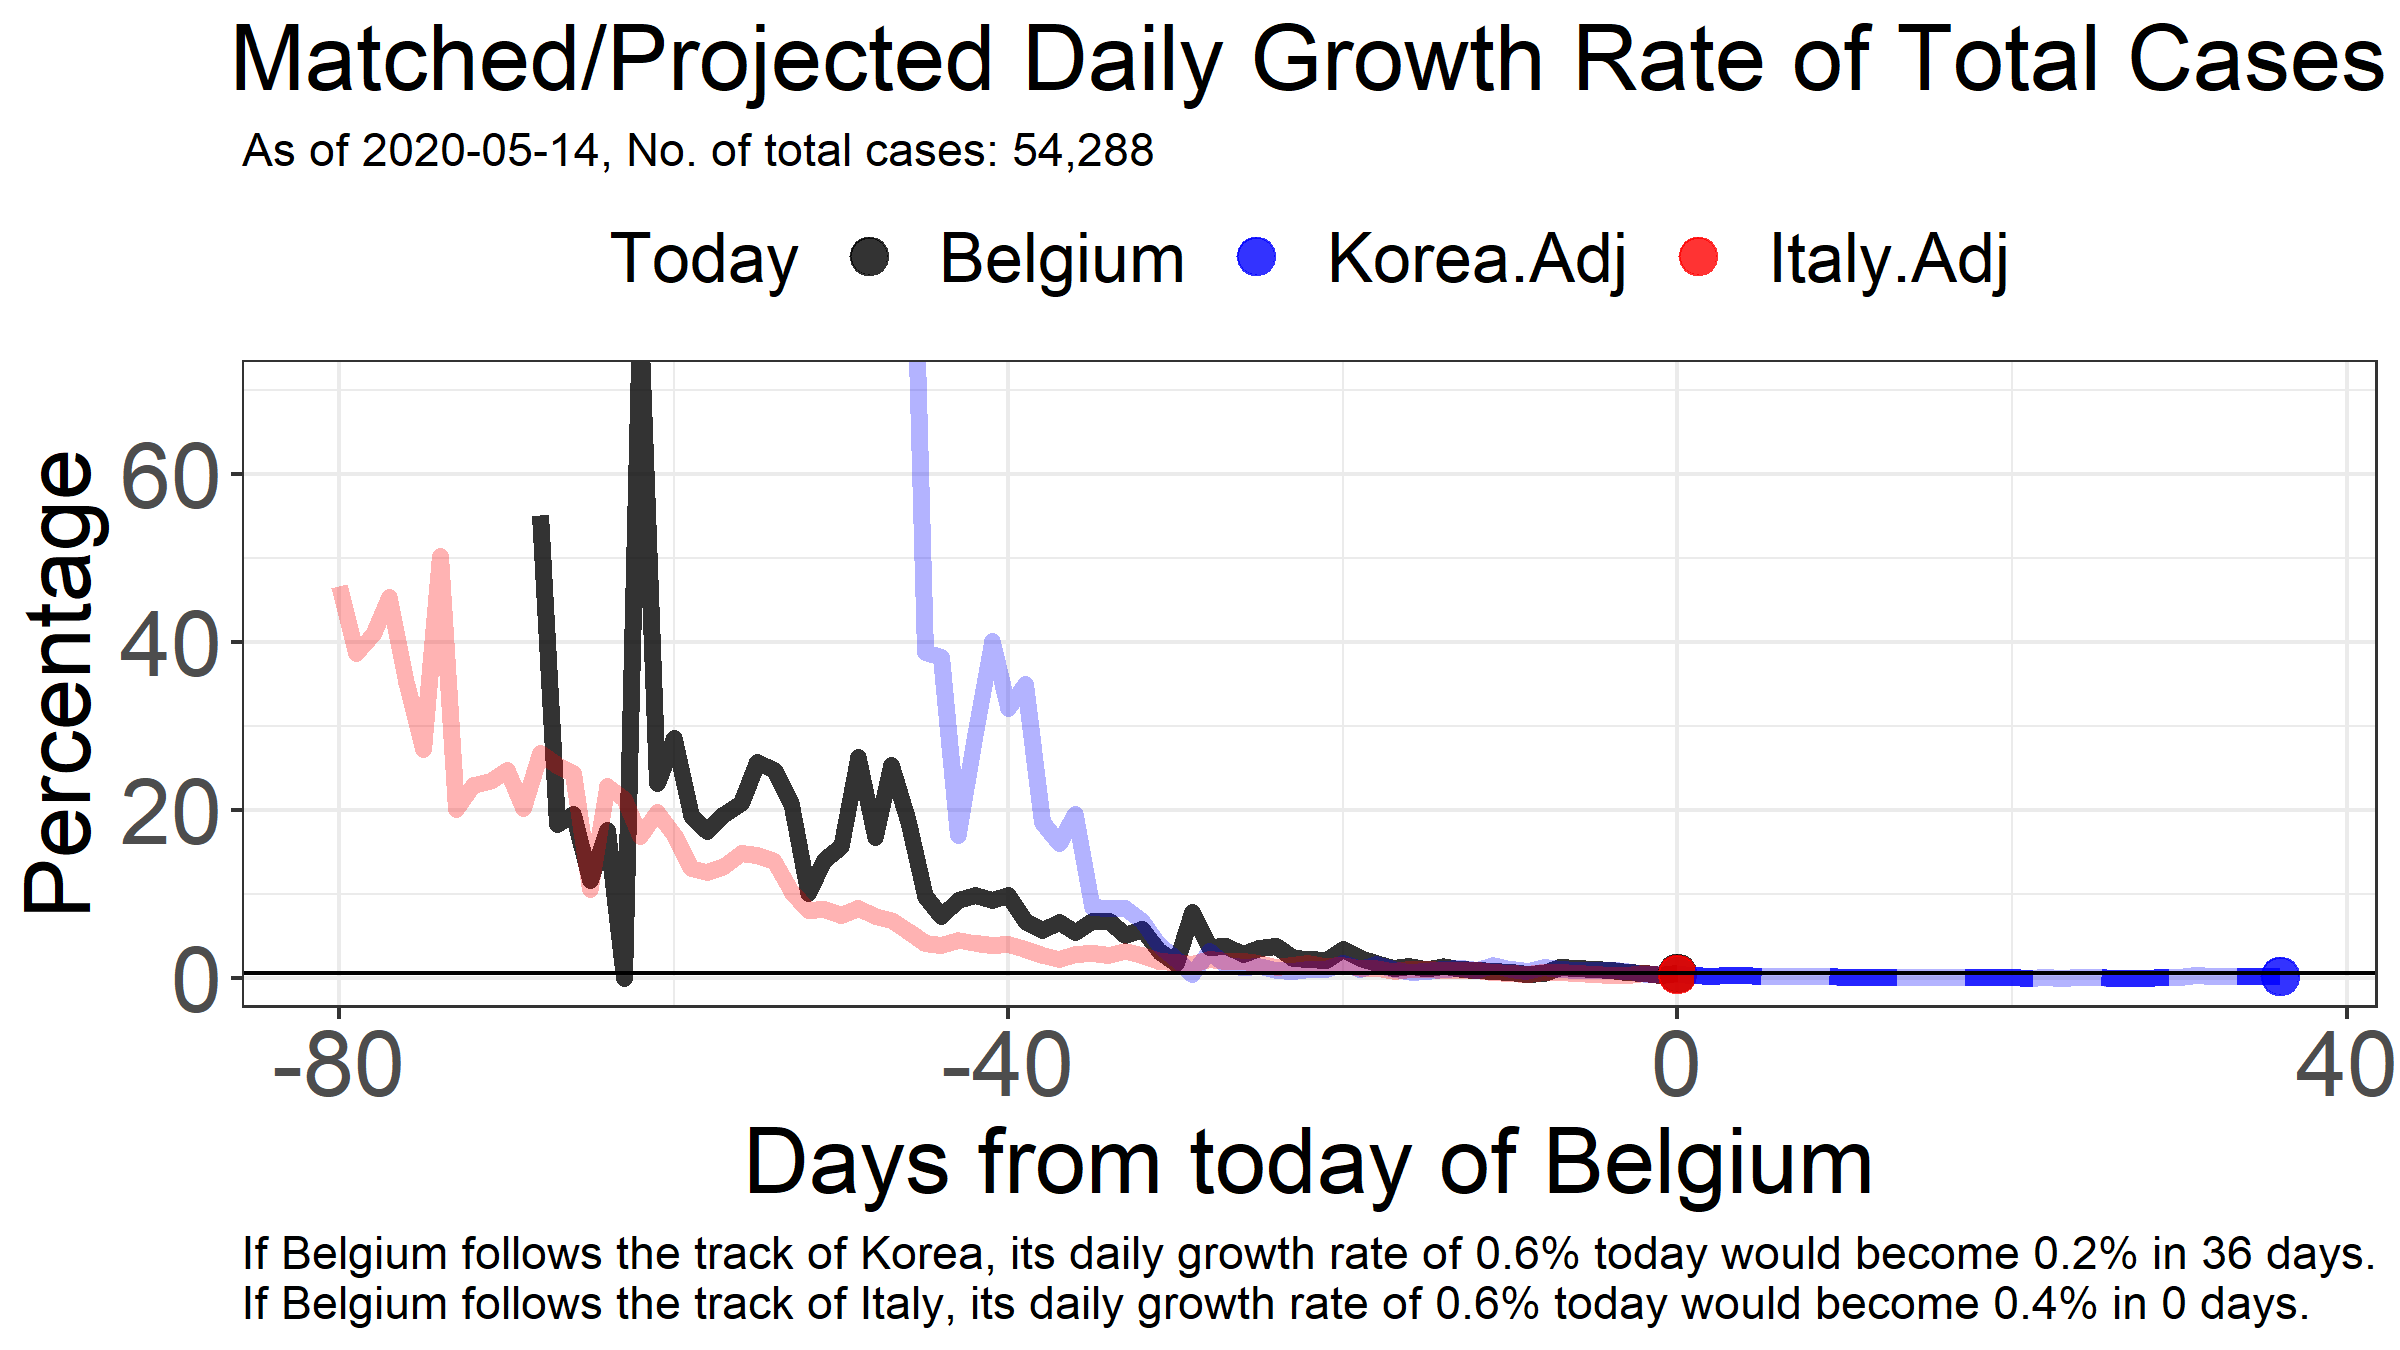 Matched/Projected Daily Growth Rate of Total Cases
As of 2020-05-14, No. of total cases: 54,288
Today Belgium Korea.Adj Italy.Adj
Percentage
60
40
20
0
-80 -40 0 40
Days from today of Belgium
If Belgium follows the track of Korea, its daily growth rate of 0.6% today would become 0.2% in 36 days.
If Belgium follows the track of Italy, its daily growth rate of 0.6% today would become 0.4% in 0 days.